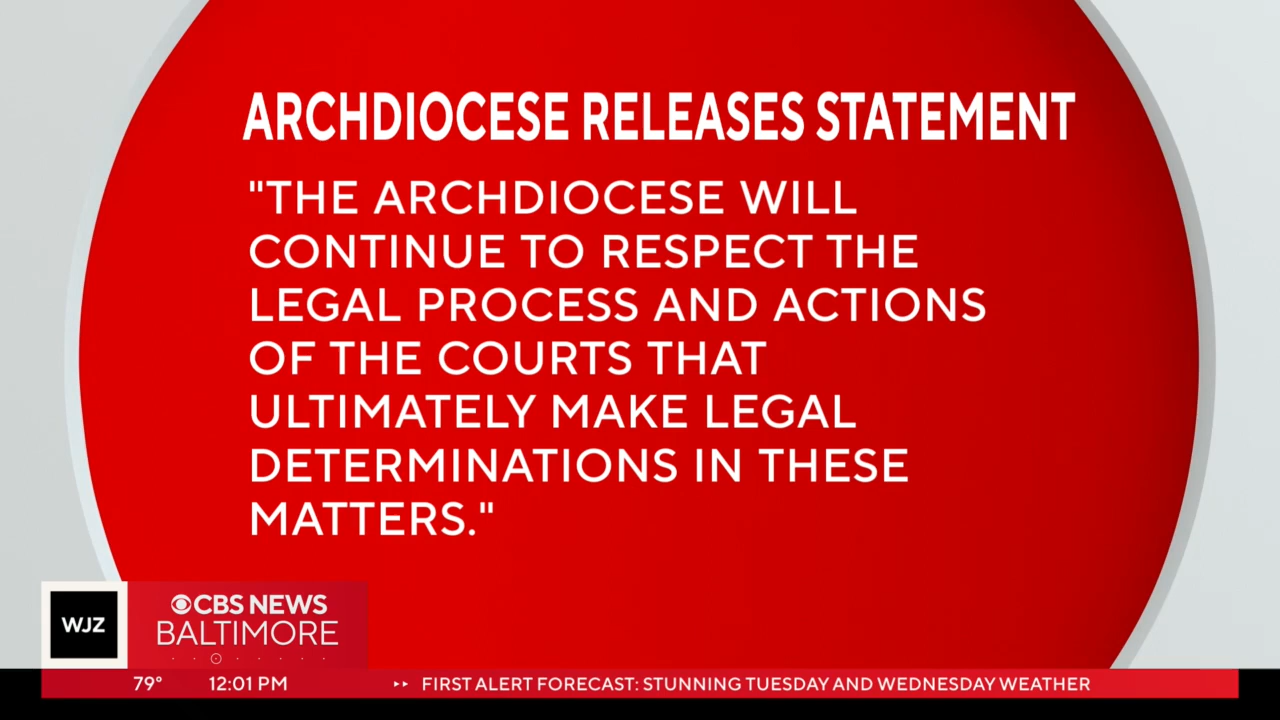 ARCHDIOCESE RELEASES STATEMENT
"THE ARCHDIOCESE WILL
CONTINUE TO RESPECT THE
LEGAL PROCESS AND ACTIONS
OF THE COURTS THAT
ULTIMATELY MAKE LEGAL
DETERMINATIONS IN THESE
MATTERS."
WJZ
CBS NEWS
BALTIMORE
79° 12:01 PM FIRST ALERT FORECAST: STUNNING TUESDAY AND WEDNESDAY WEATHER